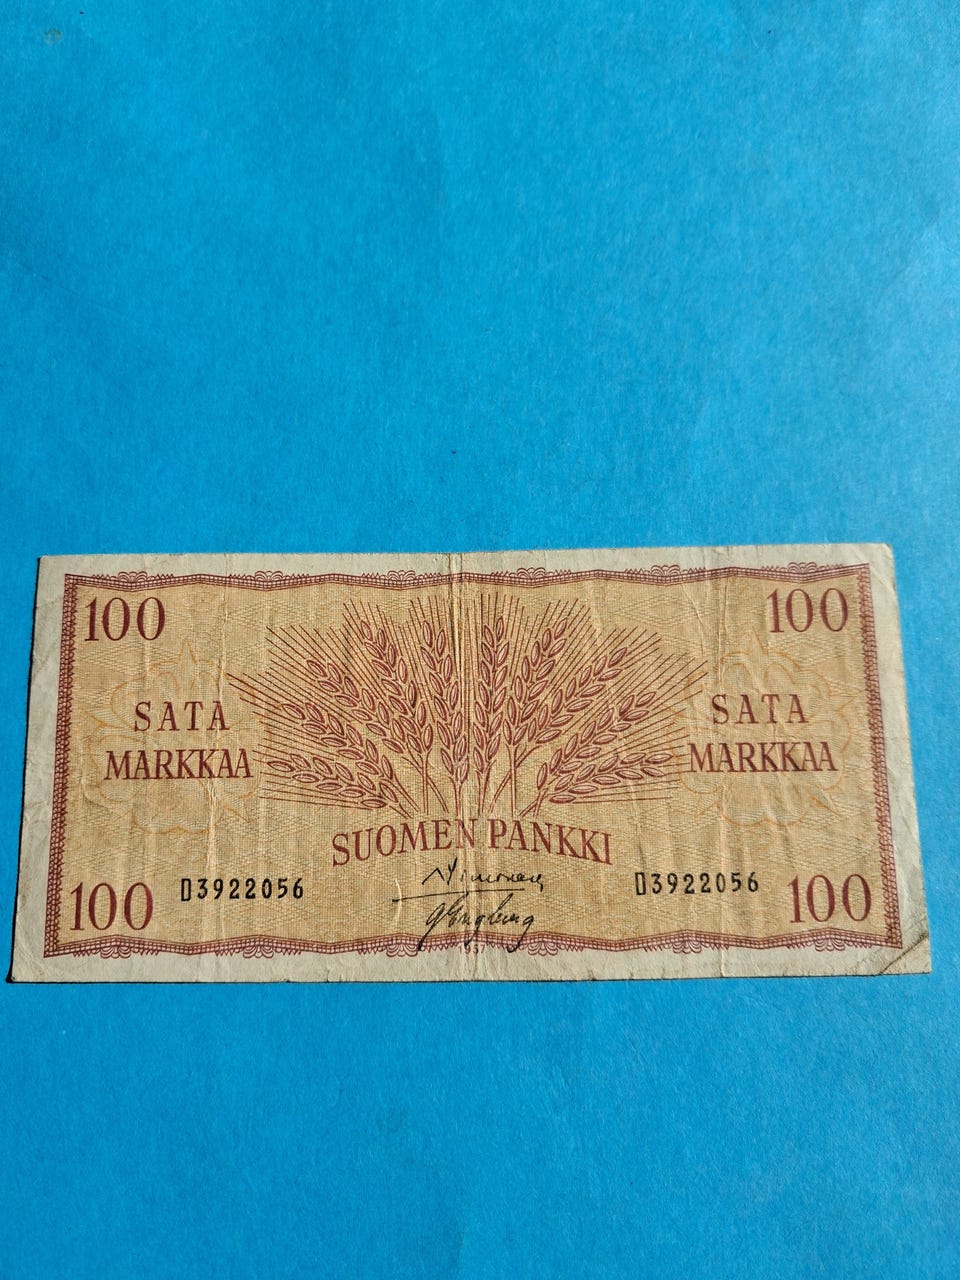 100 100
SATA SATA
MARKKAA MARKKAA
SUOMEN PANKKI
100 D3922056 D3922056 100